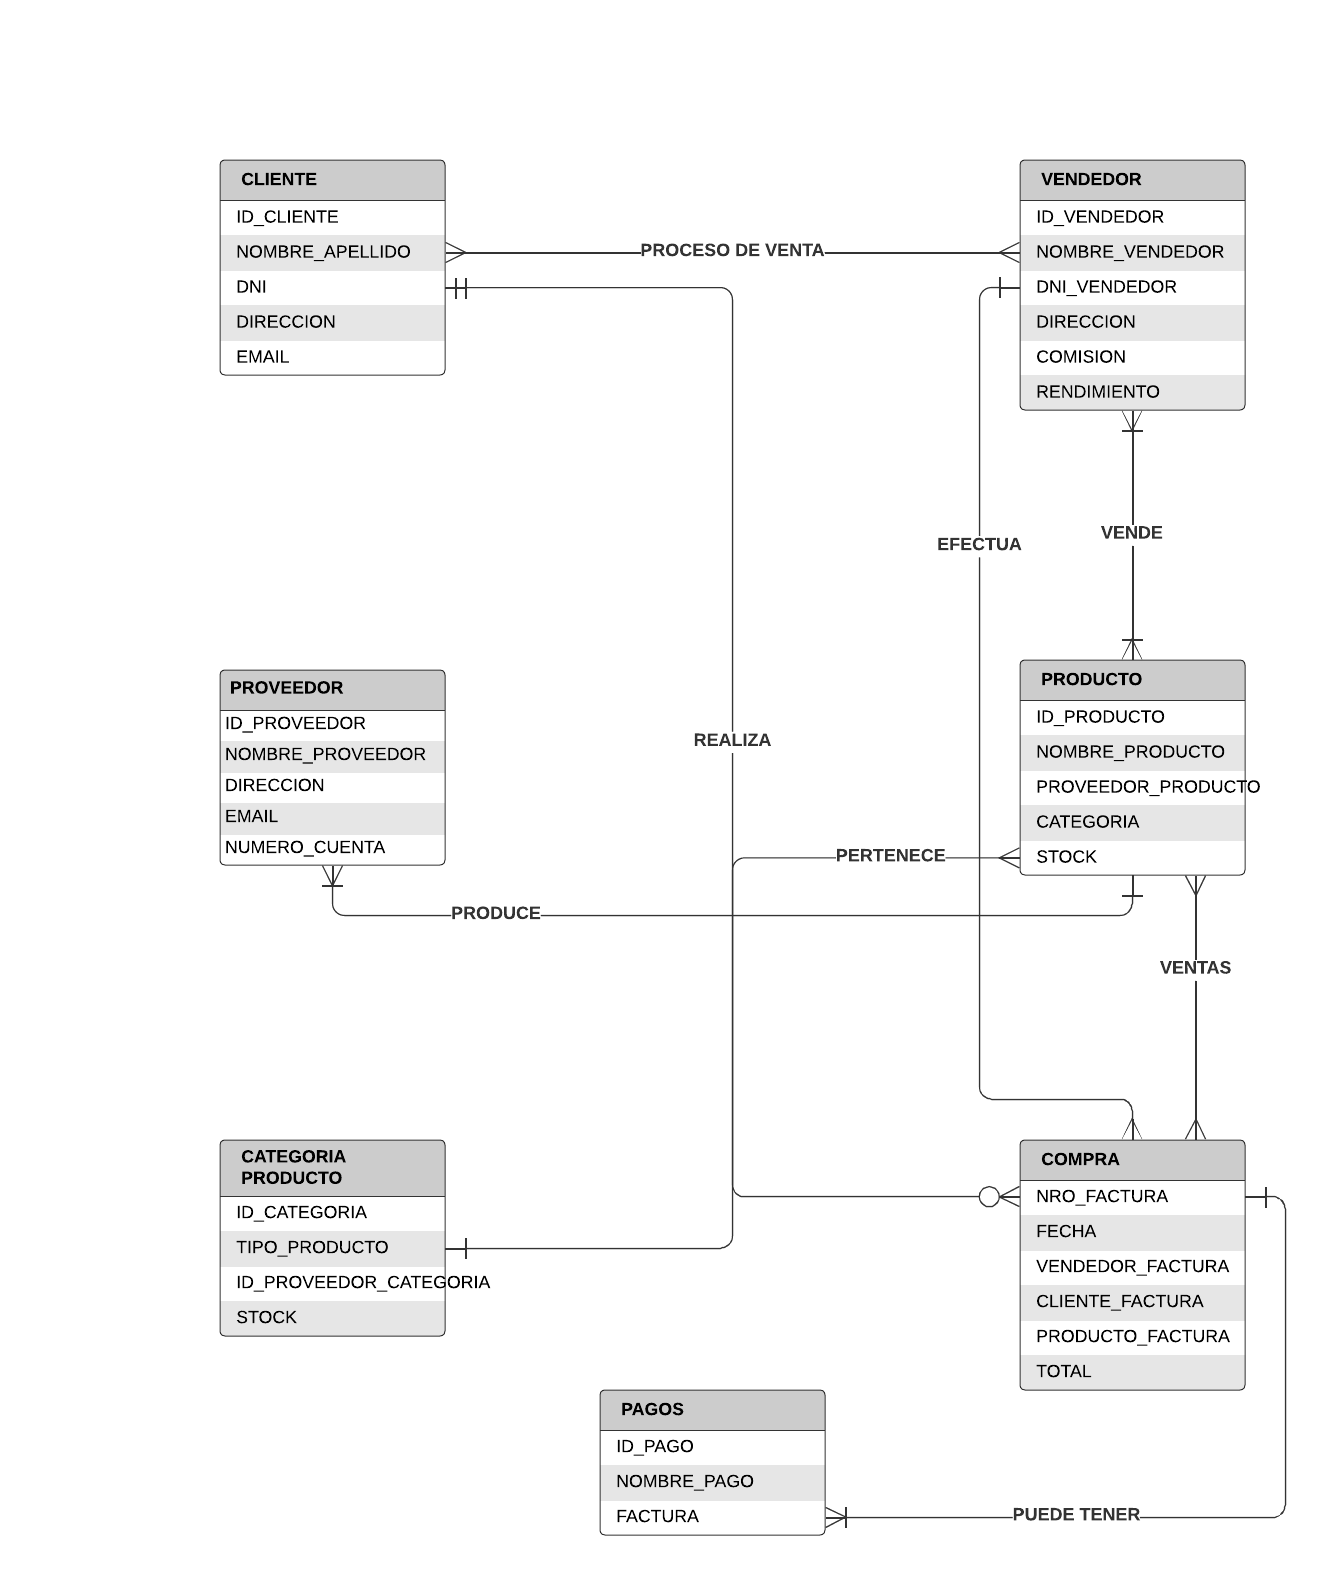 CLIENTE
ID_CLIENTE
NOMBRE_APELLIDO
DNI
DIRECCION
EMAIL
PROCESO DE VENTA
VENDEDOR
ID_VENDEDOR
NOMBRE_VENDEDOR
DNI_VENDEDOR
DIRECCION
COMISION
RENDIMIENTO
EFECTUA
VENDE
PROVEEDOR
ID_PROVEEDOR
NOMBRE_PROVEEDOR
DIRECCION
EMAIL
NUMERO_CUENTA
REALIZA
PRODUCTO
ID_PRODUCTO
NOMBRE_PRODUCTO
PROVEEDOR_PRODUCTO
CATEGORIA
STOCK
PERTENECE
PRODUCE
VENTAS
CATEGORIA
PRODUCTO
ID_CATEGORIA
TIPO_PRODUCTO
ID_PROVEEDOR_CATEGORIA
STOCK
COMPRA
NRO_FACTURA
FECHA
VENDEDOR_FACTURA
CLIENTE_FACTURA
PRODUCTO_FACTURA
TOTAL
PAGOS
ID_PAGO
NOMBRE_PAGO
FACTURA
PUEDE TENER